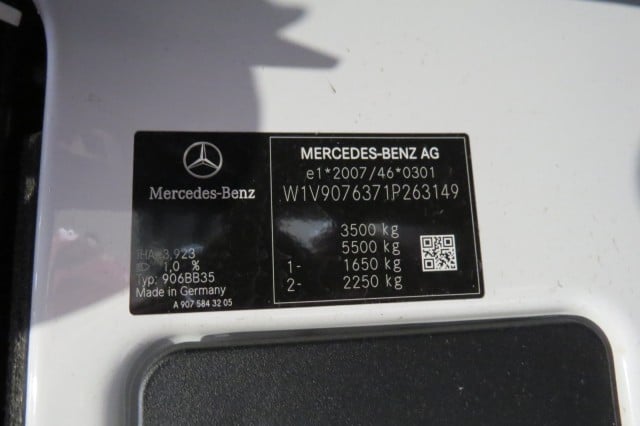 Mercedes-Benz
IHA=3,923
1,0 %
Typ: 906BB35
Made in Germany
A 907 584 32 05
MERCEDES-BENZ AG
e1*2007/46*0301
W1V9076371P263149
3500 kg
5500 kg
1- 1650 kg
2- 2250 kg